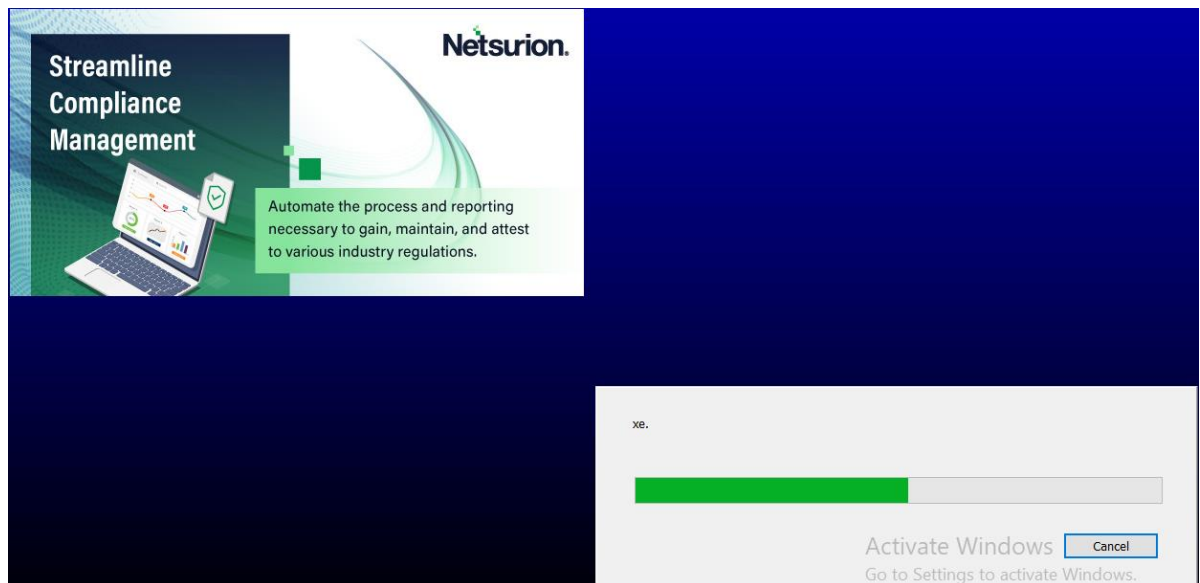 Netsurion.
Streamline
Compliance
Management
Automate the process and reporting
necessary to gain, maintain, and attest
to various industry regulations.
xe.
Activate Windows
Cancel
Go to Settings to activate Windows.